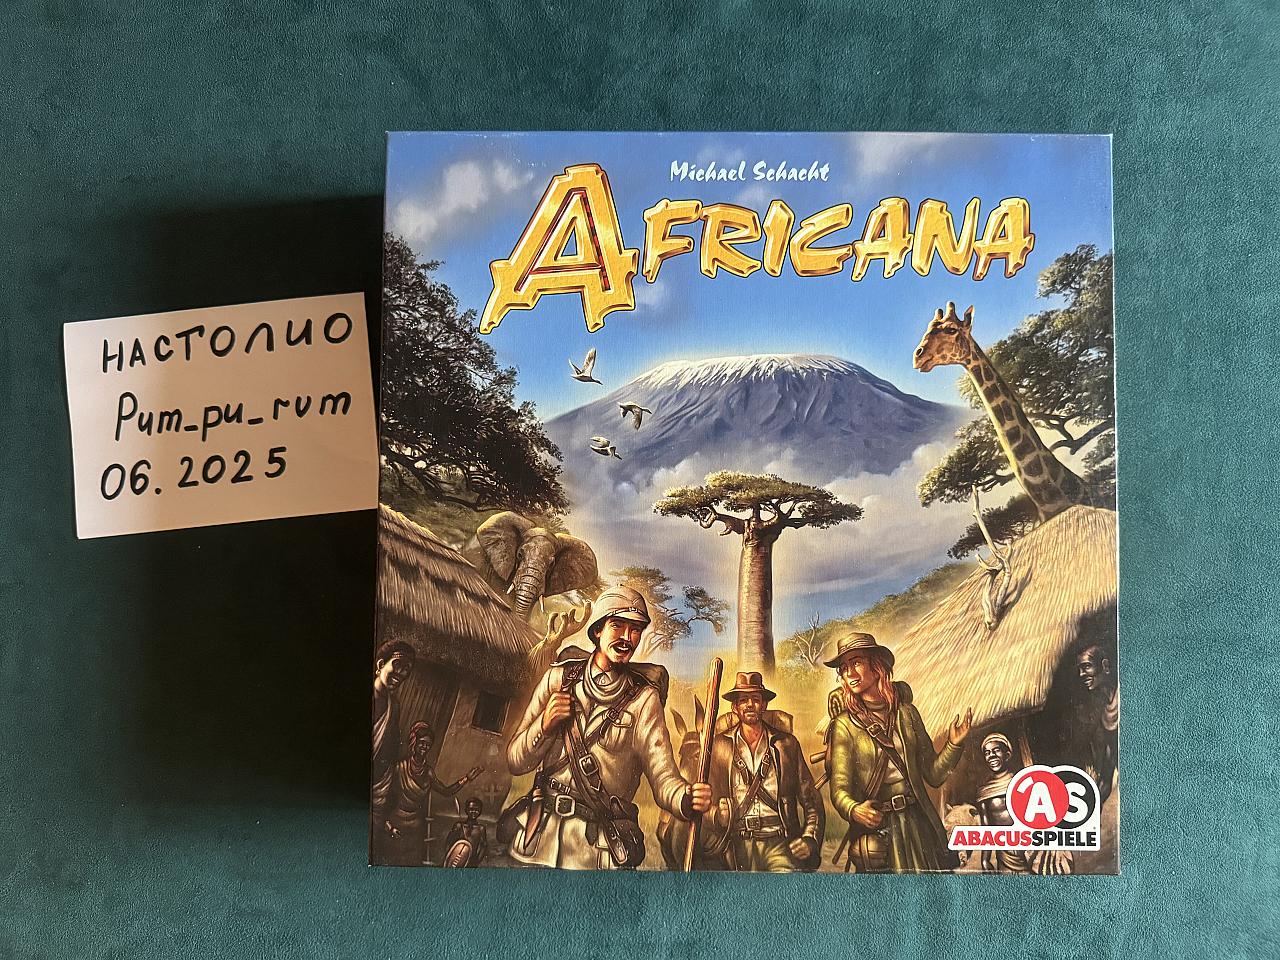 Michael Schacht
AFRICANA
НАСТОЛИО
Pum_pu_rum
06.2025
AS
ABACUSSPIELE